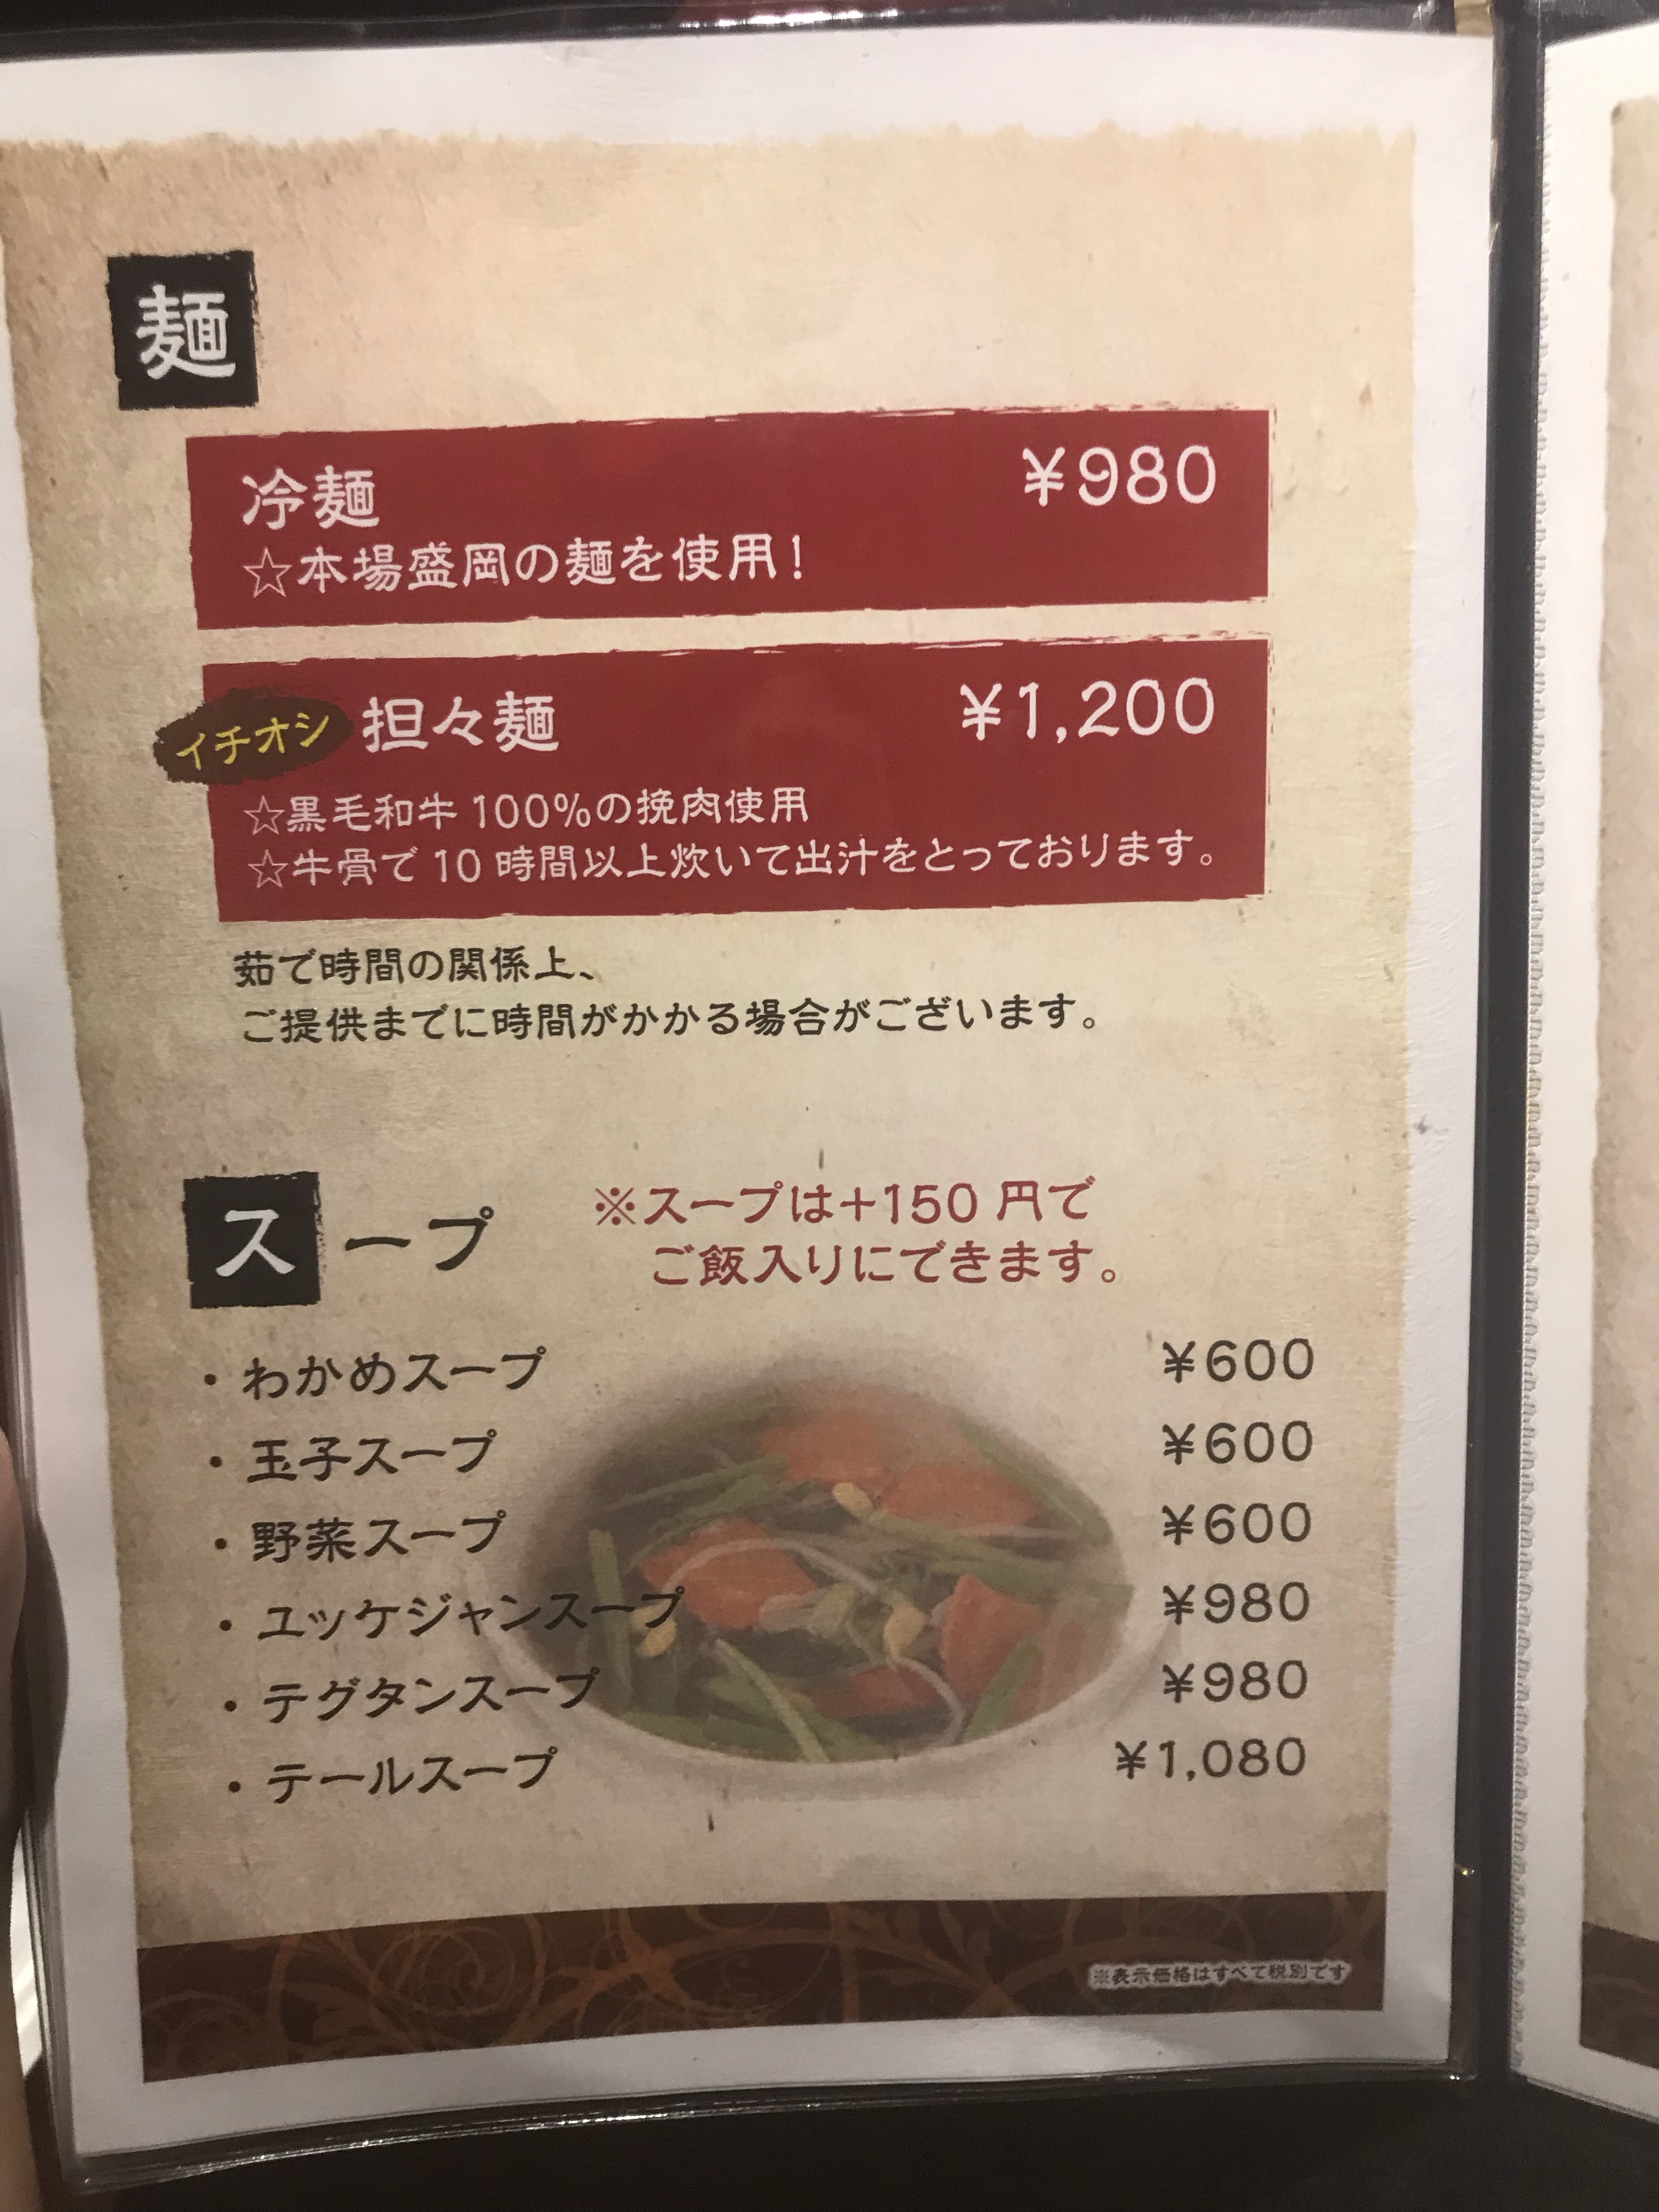 麺
冷麺 ¥980
☆本場盛岡の麺を使用!
イチオシ 担々麺 ¥1,200
☆黒毛和牛100%の挽肉使用
☆牛骨で10時間以上炊いて出汁をとっております。
茹で時間の関係上、
ご提供までに時間がかかる場合がございます。
スープ ※スープは+150円で
ご飯入りにできます。
・わかめスープ ¥600
・玉子スープ ¥600
・野菜スープ ¥600
・ユッケジャンスープ ¥980
・テグタンスープ ¥980
・テールスープ ¥1,080
※表示価格はすべて税別です